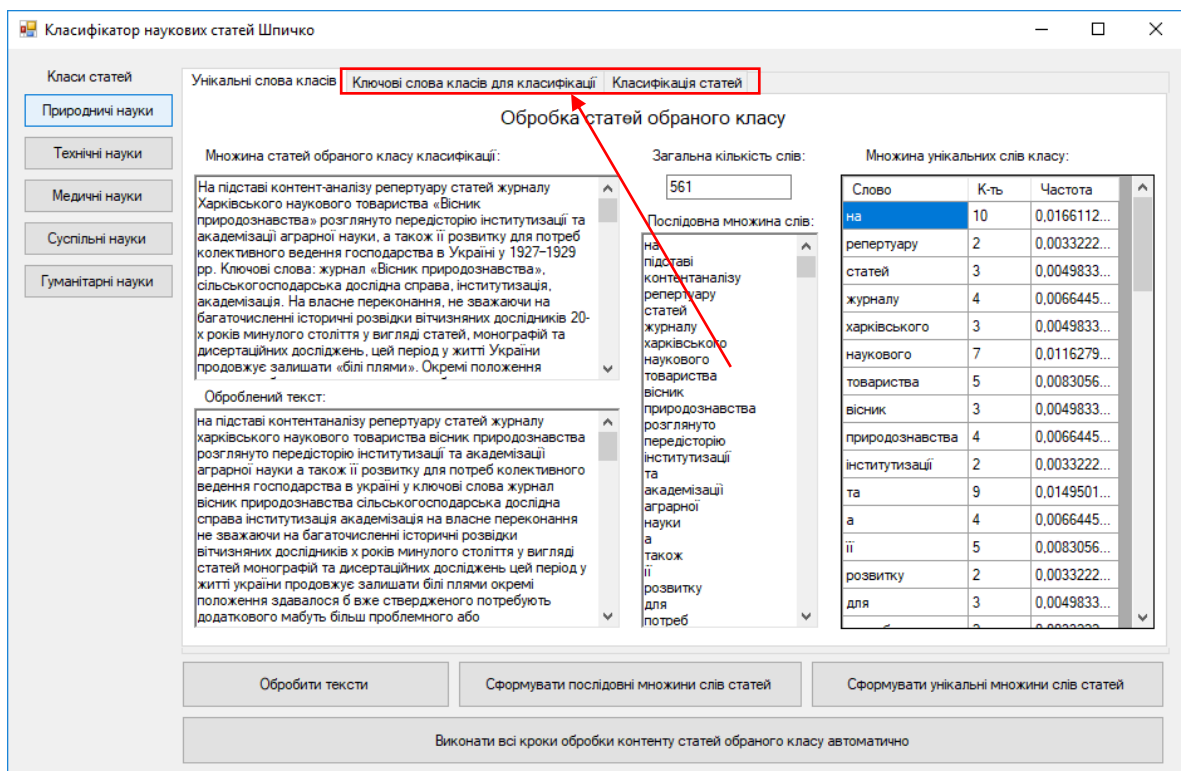 Класифікатор наукових статей Шпичко
Класи статей
Природничі науки
Технічні науки
Медичні науки
Суспільні науки
Гуманітарні науки
Унікальні слова класів
Ключові слова класів для класифікації
Класифікація статей
Обробка статей обраного класу
Множина статей обраного класу класифікації:
На підставі контент-аналізу репертуару статей журналу
Харківського наукового товариства «Вісник
природознавства» розглянуто передісторію інститутизації та
академізації аграрної науки, а також її розвитку для потреб
колективного ведення господарства в Україні у 1927–1929
рр. Ключові слова: журнал «Вісник природознавства»,
сільськогосподарська дослідна справа, інститутизація,
академізація. На власне переконання, не зважаючи на
багаточисленні історичні розвідки вітчизняних дослідників 20-
х років минулого століття у вигляді статей, монографій та
дисертаційних досліджень, цей період у житті України
продовжує залишати «білі плями». Окремі положення
Оброблений текст:
на підставі контентаналізу репертуару статей журналу
харківського наукового товариства вісник природознавства
розглянуто передісторію інститутизації та академізації
аграрної науки а також її розвитку для потреб колективного
ведення господарства в україні у ключові слова журнал
вісник природознавства сільськогосподарська дослідна
справа інститутизація академізація на власне переконання
не зважаючи на багаточисленні історичні розвідки
вітчизняних дослідників х років минулого століття у вигляді
статей монографій та дисертаційних досліджень цей період у
житті україни продовжує залишати білі плями окремі
положення здавалося б вже ствердженого потребують
додаткового мабуть більш проблемного або
Загальна кількість слів:
561
Послідовна множина слів:
на
підставі
контентаналізу
репертуару
статей
журналу
харківського
наукового
товариства
вісник
природознавства
розглянуто
передісторію
інститутизації
та
академізації
аграрної
науки
а
також
її
розвитку
для
потреб
Множина унікальних слів класу:
Слово К-ть Частота
на 10 0,0166112...
репертуару 2 0,0033222...
статей 3 0,0049833...
журналу 4 0,0066445...
харківського 3 0,0049833...
наукового 7 0,0116279...
товариства 5 0,0083056...
вісник 3 0,0049833...
природознавства 4 0,0066445...
інститутизації 2 0,0033222...
та 9 0,0149501...
а 4 0,0066445...
її 5 0,0083056...
розвитку 2 0,0033222...
для 3 0,0049833...
Обробити тексти
Сформувати послідовні множини слів статей
Сформувати унікальні множини слів статей
Виконати всі кроки обробки контенту статей обраного класу автоматично